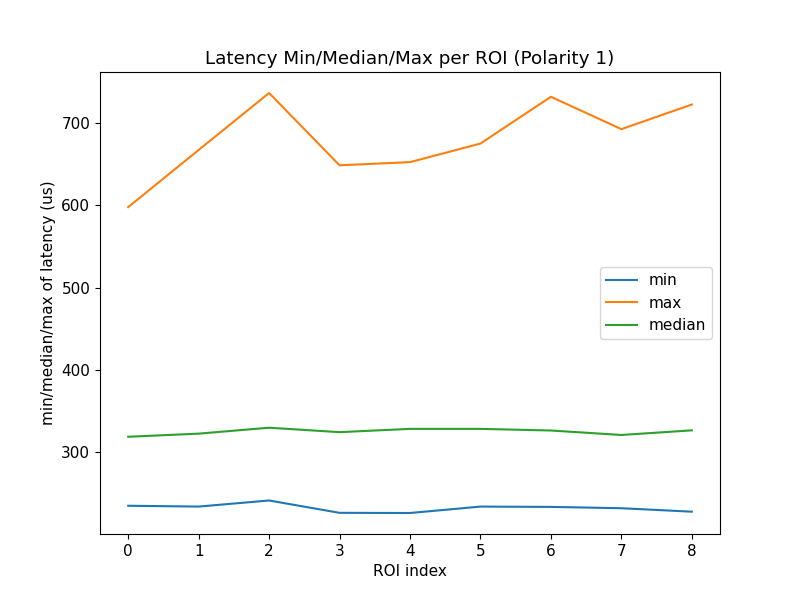 Latency Min/Median/Max per ROI (Polarity 1)
min/median/max of latency (us)
700
600
500
400
300
min
max
median
0 1 2 3 4 5 6 7 8
ROI index